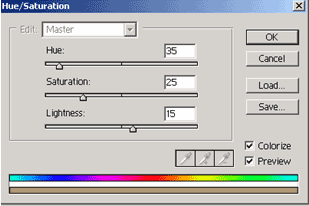 Hue/Saturation
Edit: Master
OK
Hue: 35
Cancel
Saturation: 25
Load...
Save...
Lightness: 15
Colorize
Preview